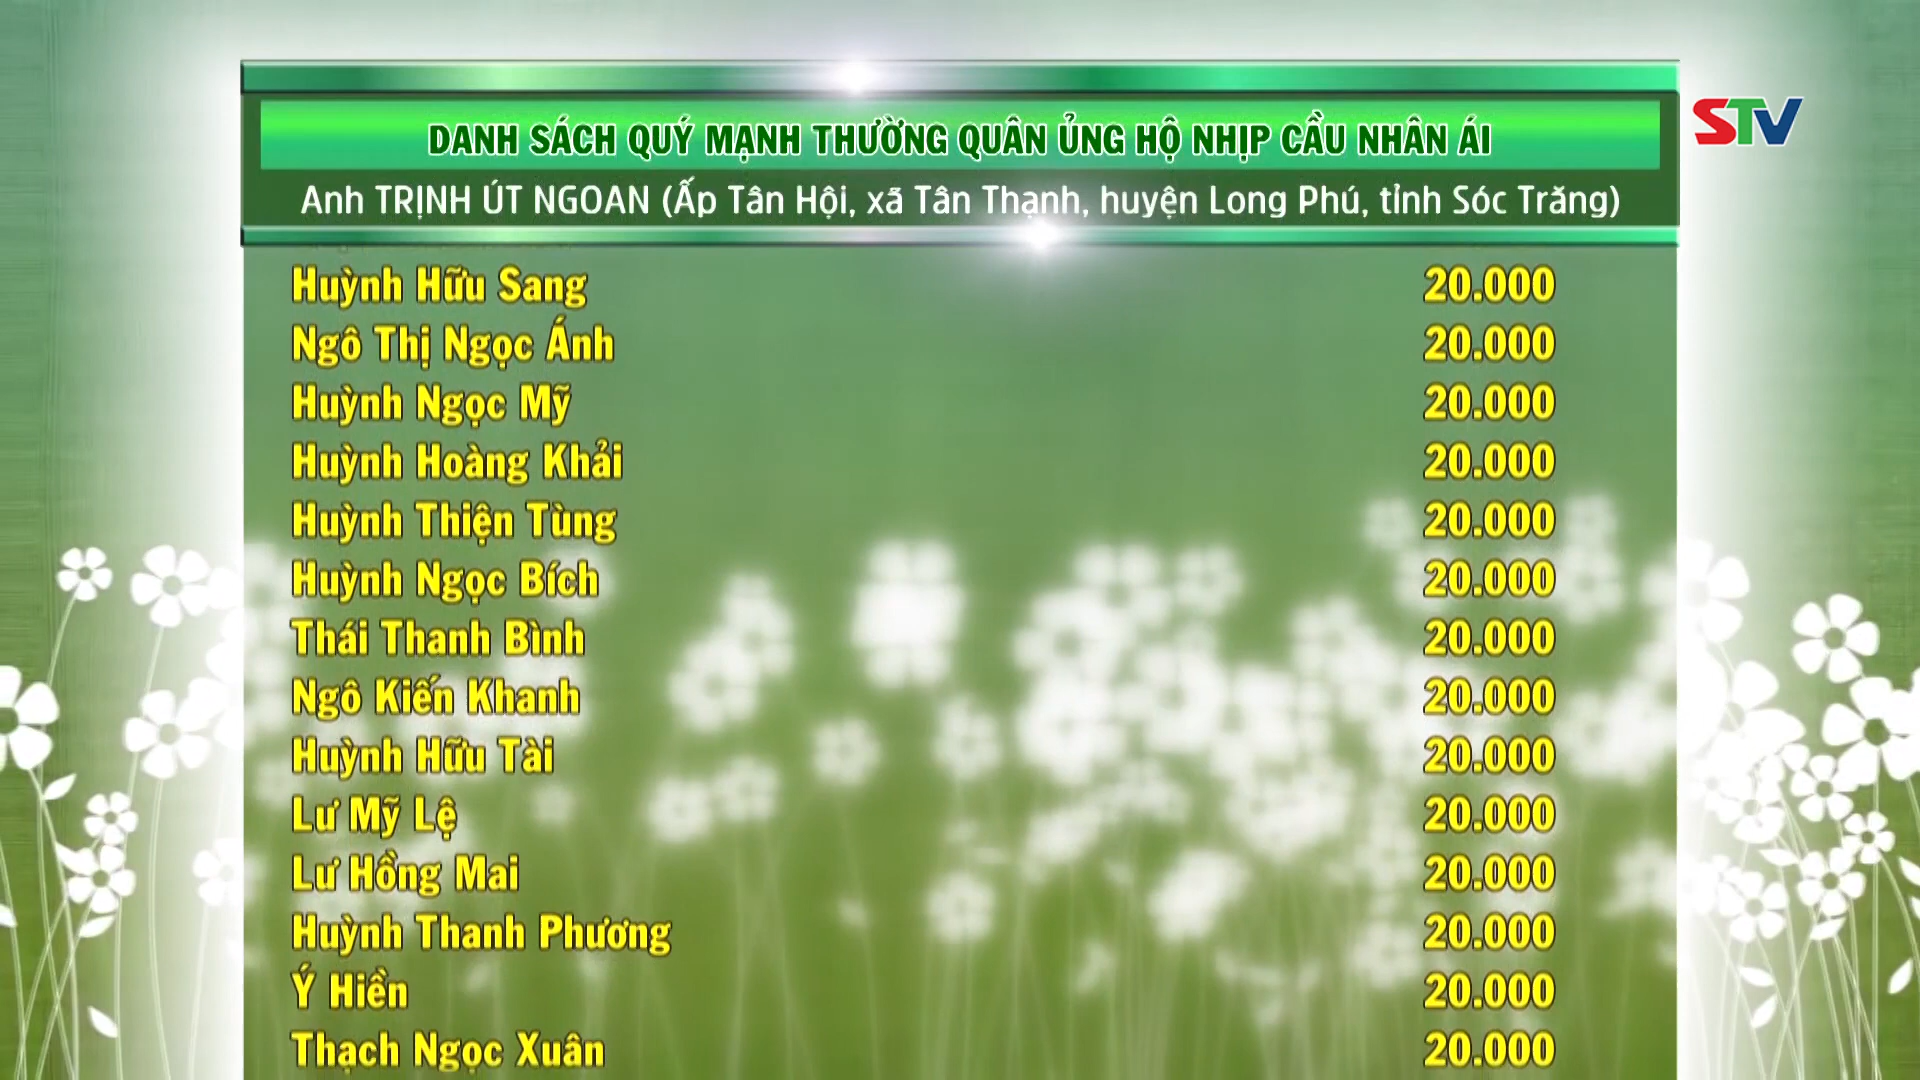 DANH SÁCH QUÝ MẠNH THƯỜNG QUÂN ỦNG HỘ NHỊP CẦU NHÂN ÁI
STV
Anh TRỊNH ÚT NGOAN (Ấp Tân Hội, xã Tân Thạnh, huyện Long Phú, tỉnh Sóc Trăng)
Huỳnh Hữu Sang 20.000
Ngô Thị Ngọc Ánh 20.000
Huỳnh Ngọc Mỹ 20.000
Huỳnh Hoàng Khải 20.000
Huỳnh Thiện Tùng 20.000
Huỳnh Ngọc Bích 20.000
Thái Thanh Bình 20.000
Ngô Kiến Khanh 20.000
Huỳnh Hữu Tài 20.000
Lư Mỹ Lệ 20.000
Lư Hồng Mai 20.000
Huỳnh Thanh Phương 20.000
Ý Hiền 20.000
Thạch Ngọc Xuân 20.000